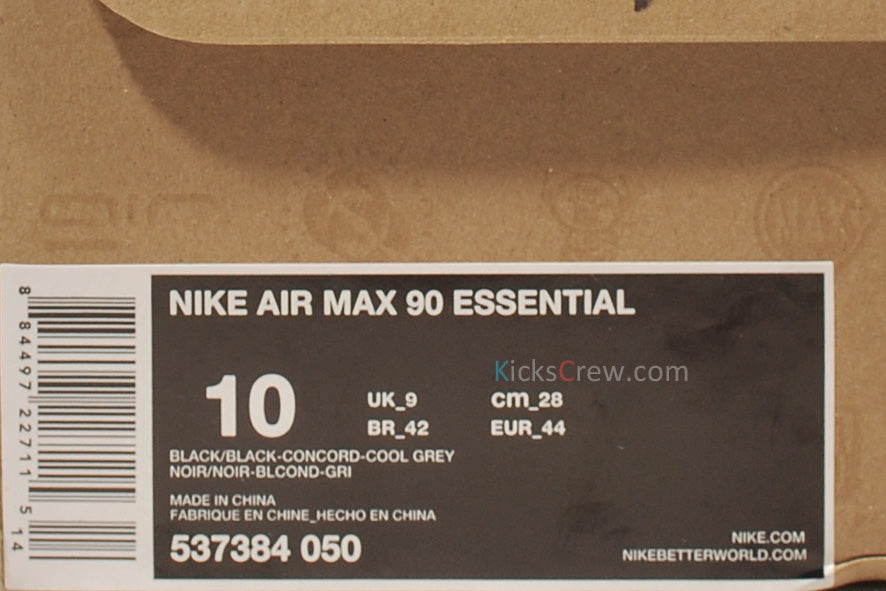 8 84497 22711 5 14
NIKE AIR MAX 90 ESSENTIAL
KicksCrew.com
10
UK_9 cm_28
BR_42 EUR_44
BLACK/BLACK-CONCORD-COOL GREY
NOIR/NOIR-BLCOND-GRI
MADE IN CHINA
FABRIQUE EN CHINE_HECHO EN CHINA
537384 050
NIKE.COM
NIKEBETTERWORLD.COM